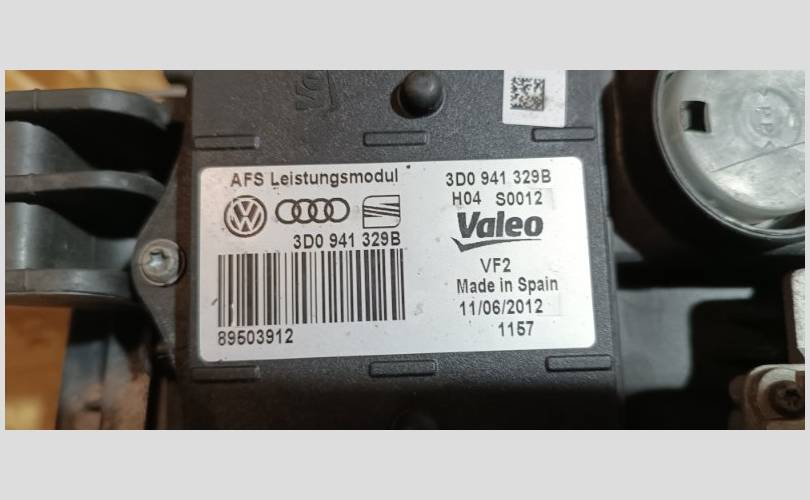 AFS Leistungsmodul
3D0 941 329B
89503912
3D0 941 329B
H04 S0012
Valeo
VF2
Made in Spain
11/06/2012
1157